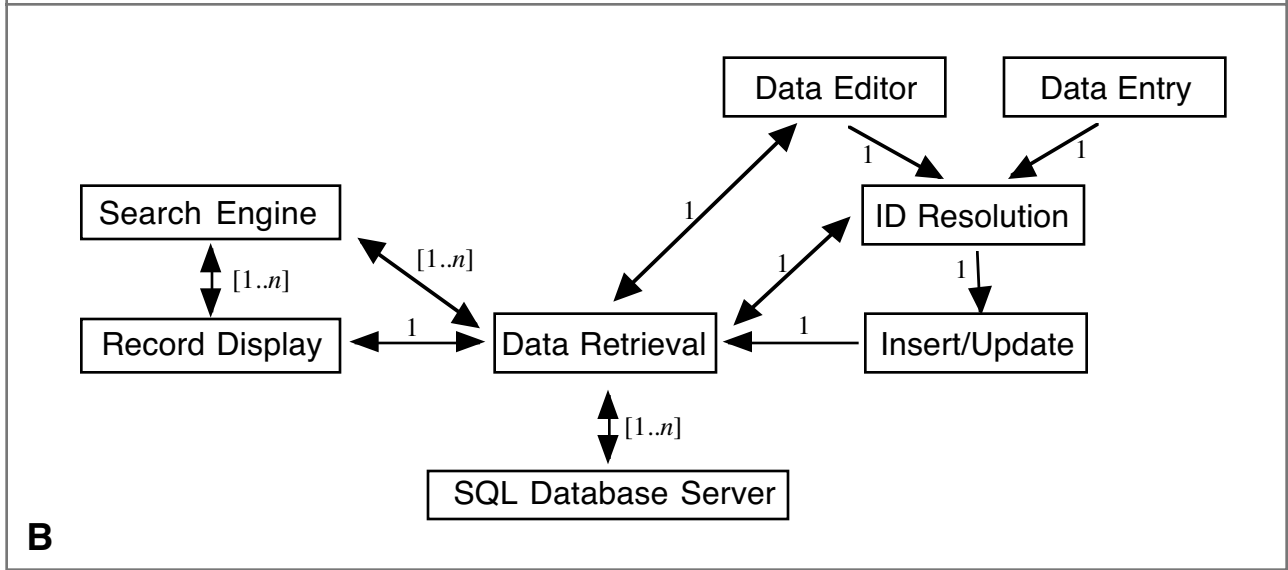 Data Editor
Data Entry
1
1
Search Engine
1
ID Resolution
[1..n]
[1..n]
1
1
Record Display
1
Data Retrieval
1
Insert/Update
[1..n]
SQL Database Server
B